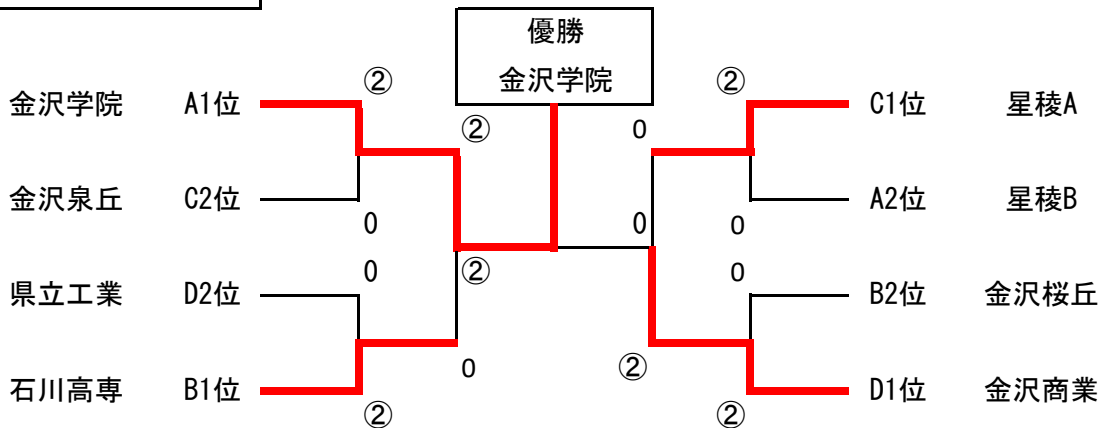 優勝
金沢学院
② ②
金沢学院 A1位 C1位 星稜A
② 0
金沢泉丘 C2位 A2位 星稜B
0 0 0
0 ② 0
県立工業 D2位 B2位 金沢桜丘
0 ②
石川高専 B1位 D1位 金沢商業
② ②